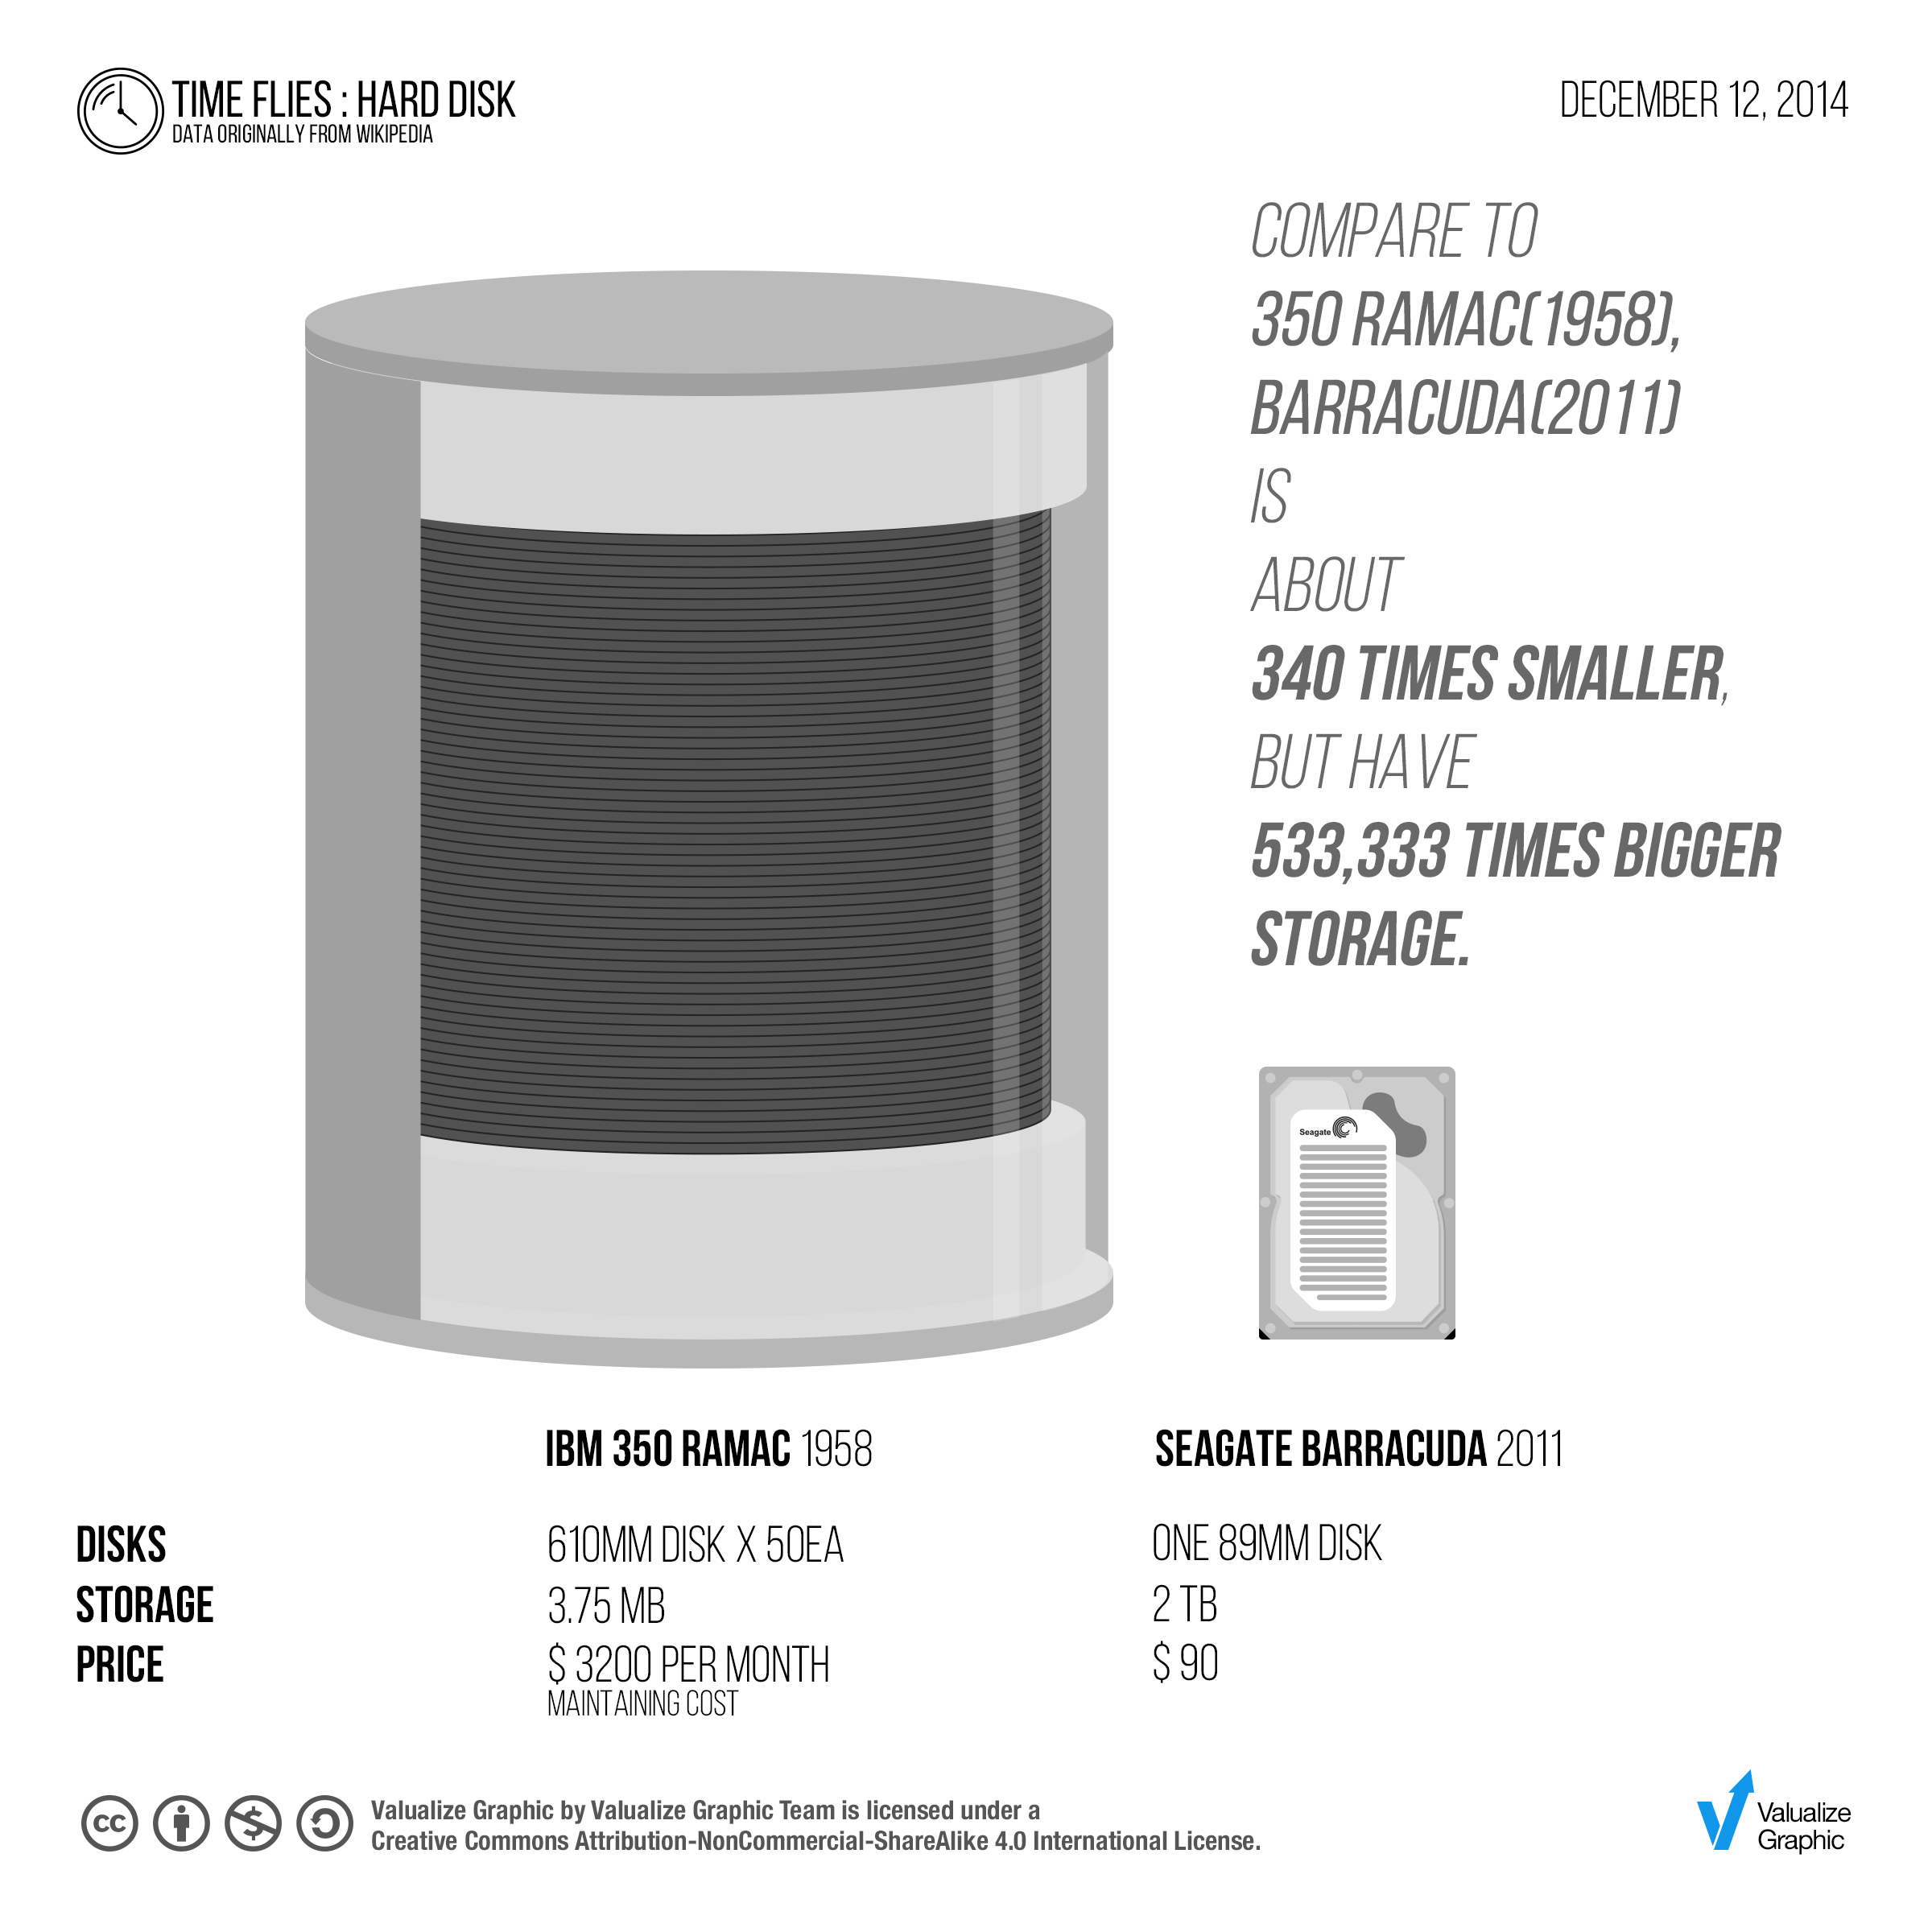 TIME FLIES : HARD DISK
DATA ORIGINALLY FROM WIKIPEDIA
DECEMBER 12, 2014
COMPARE TO
350 RAMAC(1958),
BARRACUDA(2011)
IS
ABOUT
340 TIMES SMALLER,
BUT HAVE
533,333 TIMES BIGGER
STORAGE.
Seagate
IBM 350 RAMAC 1958
SEAGATE BARRACUDA 2011
DISKS 610MM DISK X 50EA ONE 89MM DISK
STORAGE 3.75 MB 2 TB
PRICE $ 3200 PER MONTH $ 90
MAINTAINING COST
cc
Valualize Graphic by Valualize Graphic Team is licensed under a
Creative Commons Attribution-NonCommercial-ShareAlike 4.0 International License.
Valualize
Graphic